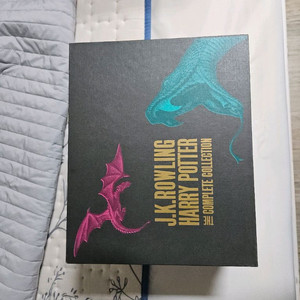 J.K.ROWLING
HARRY POTTER
THE COMPLETE COLLECTION